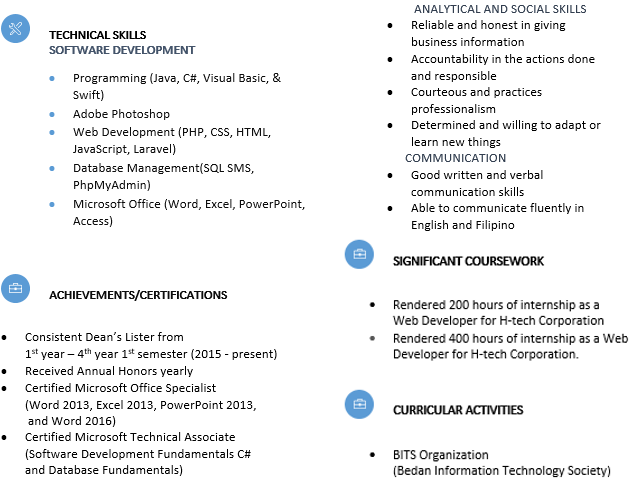 TECHNICAL SKILLS
SOFTWARE DEVELOPMENT
Programming (Java, C#, Visual Basic, &
Swift)
Adobe Photoshop
Web Development (PHP, CSS, HTML,
JavaScript, Laravel)
Database Management(SQL SMS,
PhpMyAdmin)
Microsoft Office (Word, Excel, PowerPoint,
Access)
ACHIEVEMENTS/CERTIFICATIONS
Consistent Dean’s Lister from
1st year – 4th year 1st semester (2015 - present)
Received Annual Honors yearly
Certified Microsoft Office Specialist
(Word 2013, Excel 2013, PowerPoint 2013,
and Word 2016)
Certified Microsoft Technical Associate
(Software Development Fundamentals C#
and Database Fundamentals)
ANALYTICAL AND SOCIAL SKILLS
Reliable and honest in giving
business information
Accountability in the actions done
and responsible
Courteous and practices
professionalism
Determined and willing to adapt or
learn new things
COMMUNICATION
Good written and verbal
communication skills
Able to communicate fluently in
English and Filipino
SIGNIFICANT COURSEWORK
Rendered 200 hours of internship as a
Web Developer for H-tech Corporation
Rendered 400 hours of internship as a Web
Developer for H-tech Corporation.
CURRICULAR ACTIVITIES
BITS Organization
(Bedan Information Technology Society)